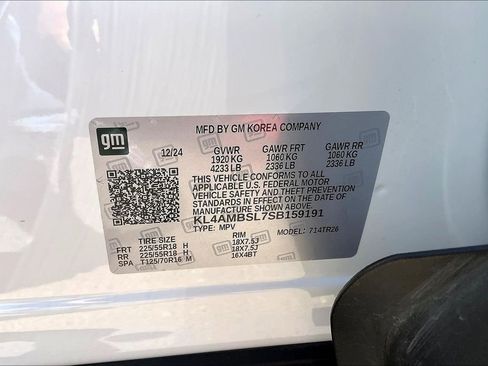 MFD BY GM KOREA COMPANY
gm
12/24 GVWR GAWR FRT GAWR RR
1920 KG 1060 KG 1060 KG
4233 LB 2336 LB 2336 LB
THIS VEHICLE CONFORMS TO ALL
APPLICABLE U.S. FEDERAL MOTOR
VEHICLE SAFETY AND THEFT PREVENTION
STANDARDS IN EFFECT ON THE DATE OF
MANUFACTURE SHOWN ABOVE.
KL4AMBSL7SB159191
TYPE: MPV MODEL: 714TR26
TIRE SIZE RIM
FRT 225/55R18 H 18X7.5J
RR 225/55R18 H 18X7.5J
SPA T125/70R16 M 16X4BT